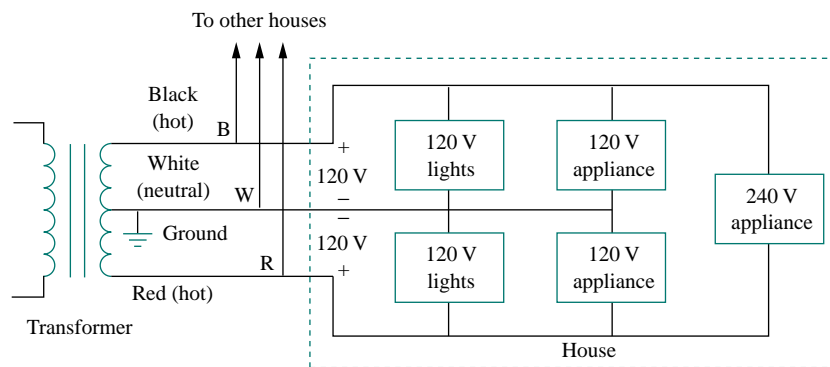 To other houses
Black
(hot)
B
White
(neutral)
W
Ground
R
Red (hot)
Transformer
+
120 V
−
−
120 V
+
120 V
lights
120 V
appliance
240 V
appliance
120 V
lights
120 V
appliance
House